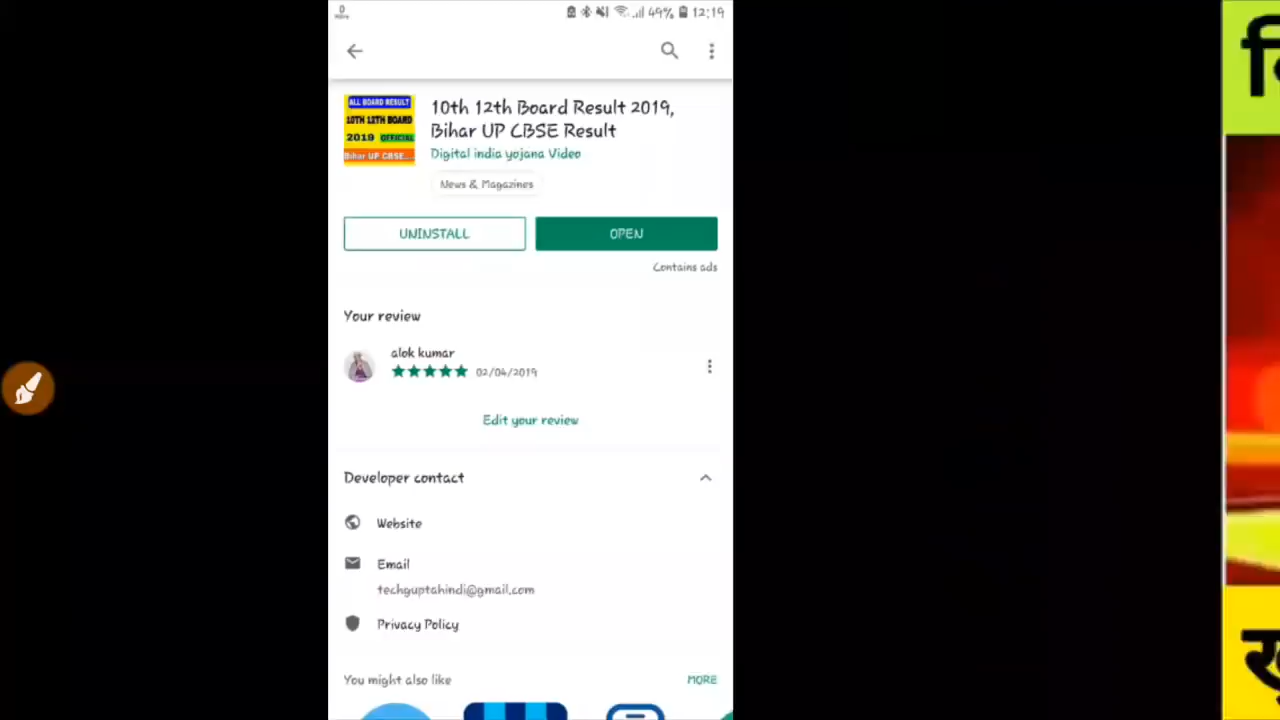 0
49% 12:19
ALL BOARD RESULT
10TH 12TH BOARD
2019 OFFICIAL
Bihar UP CBSE....
10th 12th Board Result 2019,
Bihar UP CBSE Result
Digital india yojana Video
News & Magazines
UNINSTALL
OPEN
Contains ads
Your review
alok kumar
02/04/2019
Edit your review
Developer contact
Website
Email
techguptahindi@gmail.com
Privacy Policy
You might also like
MORE